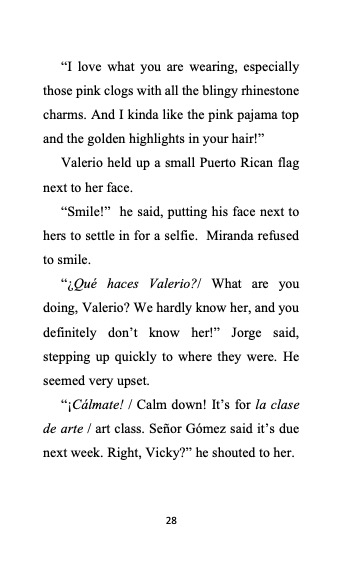 “I love what you are wearing, especially
those pink clogs with all the blingy rhinestone
charms. And I kinda like the pink pajama top
and the golden highlights in your hair!”
Valerio held up a small Puerto Rican flag
next to her face.
“Smile!”  he said, putting his face next to
hers to settle in for a selfie.  Miranda refused
to smile.
“¿Qué haces Valerio?/ What are you
doing, Valerio? We hardly know her, and you
definitely don’t know her!” Jorge said,
stepping up quickly to where they were. He
seemed very upset.
“¡Cálmate! / Calm down! It’s for la clase
de arte / art class. Señor Gómez said it’s due
next week. Right, Vicky?” he shouted to her.
28